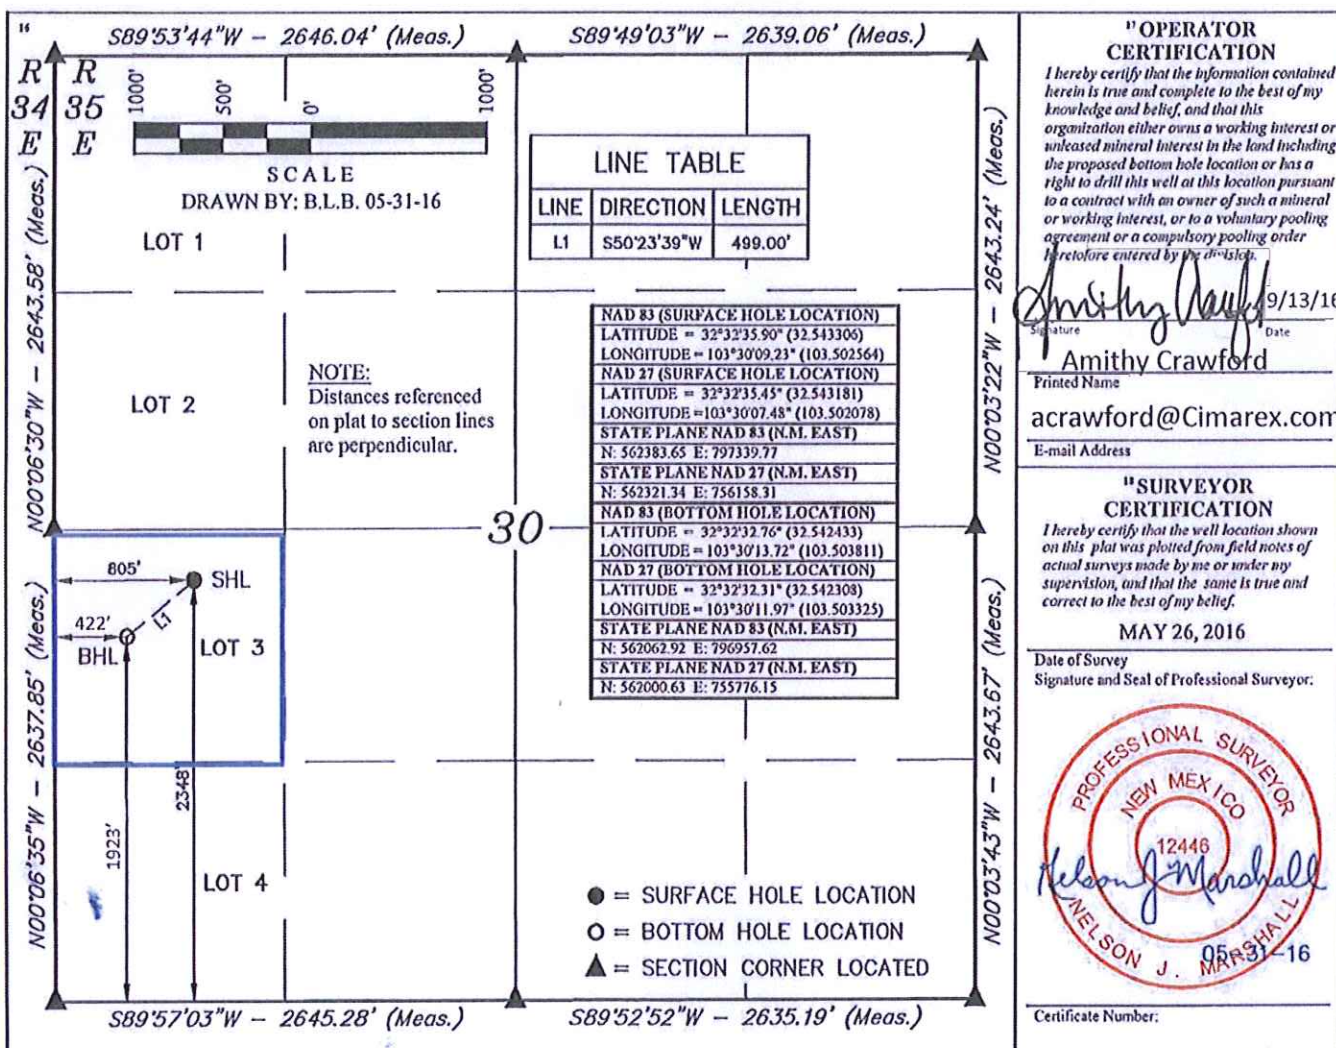 16
S89°53'44"W – 2646.04' (Meas.)
S89°49'03"W – 2639.06' (Meas.)
R R
34 35
E E
1000'
500'
0'
1000'
SCALE
DRAWN BY: B.L.B. 05-31-16
N00°06'30"W – 2643.58' (Meas.)
N00°06'35"W – 2637.85' (Meas.)
LOT 1
LOT 2
NOTE:
Distances referenced
on plat to section lines
are perpendicular.
LINE TABLE
LINE DIRECTION LENGTH
L1 S50°23'39"W 499.00'
NAD 83 (SURFACE HOLE LOCATION)
LATITUDE = 32°32'35.90" (32.543306)
LONGITUDE = 103°30'09.23" (103.502564)
NAD 27 (SURFACE HOLE LOCATION)
LATITUDE = 32°32'35.45" (32.543181)
LONGITUDE =103°30'07.48" (103.502078)
STATE PLANE NAD 83 (N.M. EAST)
N: 562383.65 E: 797339.77
STATE PLANE NAD 27 (N.M. EAST)
N: 562321.34 E: 756158.31
NAD 83 (BOTTOM HOLE LOCATION)
LATITUDE = 32°32'32.76" (32.542433)
LONGITUDE = 103°30'13.72" (103.503811)
NAD 27 (BOTTOM HOLE LOCATION)
LATITUDE = 32°32'32.31" (32.542308)
LONGITUDE = 103°30'11.97" (103.503325)
STATE PLANE NAD 83 (N.M. EAST)
N: 562062.92 E: 796957.62
STATE PLANE NAD 27 (N.M. EAST)
N: 562000.63 E: 755776.15
30
805'
SHL
L1
422'
BHL
LOT 3
2348'
1923'
LOT 4
● = SURFACE HOLE LOCATION
O = BOTTOM HOLE LOCATION
▲ = SECTION CORNER LOCATED
N00°03'22"W – 2643.24' (Meas.)
N00°03'43"W – 2643.67' (Meas.)
S89°57'03"W – 2645.28' (Meas.)
S89°52'52"W – 2635.19' (Meas.)
17 OPERATOR
CERTIFICATION
I hereby certify that the information contained
herein is true and complete to the best of my
knowledge and belief, and that this
organization either owns a working interest or
unleased mineral interest in the land including
the proposed bottom hole location or has a
right to drill this well at this location pursuant
to a contract with an owner of such a mineral
or working interest, or to a voluntary pooling
agreement or a compulsory pooling order
heretofore entered by the division.
Amithy Crawford
9/13/16
Signature Date
Amithy Crawford
Printed Name
acrawford@Cimarex.com
E-mail Address
18 SURVEYOR
CERTIFICATION
I hereby certify that the well location shown
on this plat was plotted from field notes of
actual surveys made by me or under my
supervision, and that the same is true and
correct to the best of my belief.
MAY 26, 2016
Date of Survey
Signature and Seal of Professional Surveyor:
PROFESSIONAL SURVEYOR
NEW MEXICO
12446
Nelson J Marshall
NELSON J. MARSHALL
05-31-16
Certificate Number: